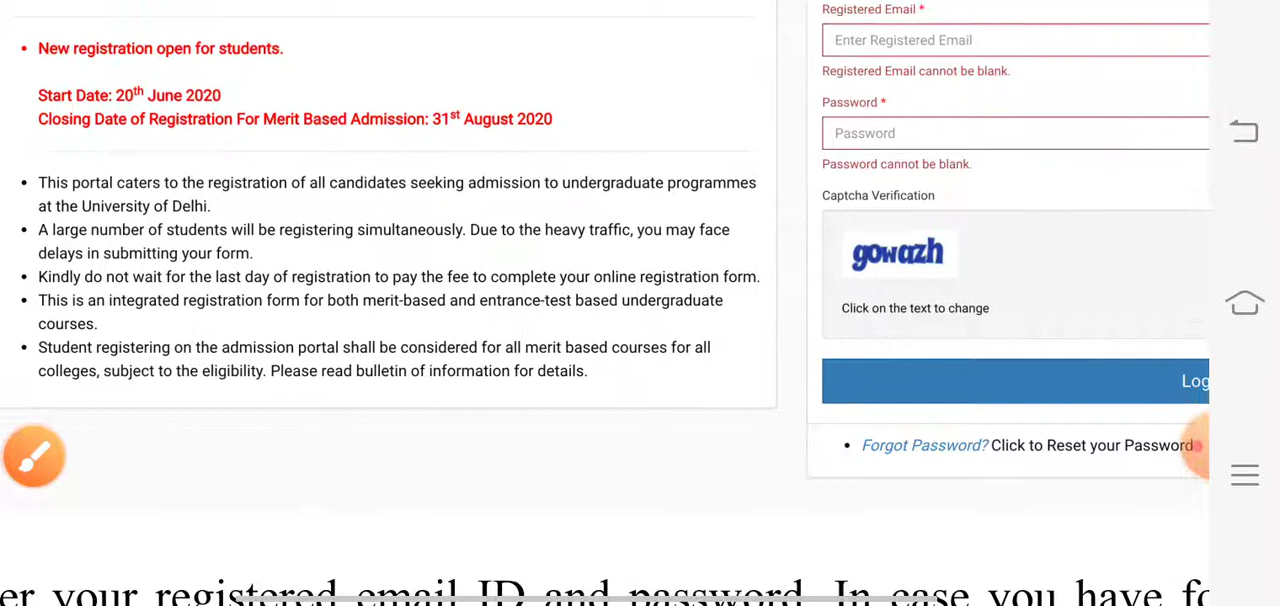 New registration open for students.
Start Date: 20th June 2020
Closing Date of Registration For Merit Based Admission: 31st August 2020
This portal caters to the registration of all candidates seeking admission to undergraduate programmes
at the University of Delhi.
A large number of students will be registering simultaneously. Due to the heavy traffic, you may face
delays in submitting your form.
Kindly do not wait for the last day of registration to pay the fee to complete your online registration form.
This is an integrated registration form for both merit-based and entrance-test based undergraduate
courses.
Student registering on the admission portal shall be considered for all merit based courses for all
colleges, subject to the eligibility. Please read bulletin of information for details.
Registered Email *
Enter Registered Email
Registered Email cannot be blank.
Password *
Password
Password cannot be blank.
Captcha Verification
gowazh
Click on the text to change
Log
Forgot Password? Click to Reset your Password
er your registered email ID and password. In case you have fo